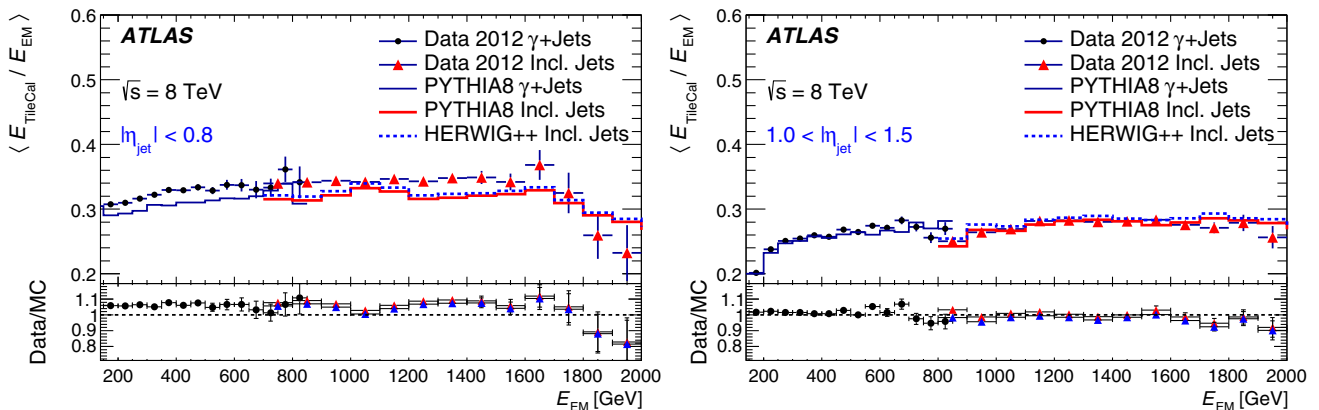 ⟨ E_TileCal / E_EM ⟩
0.6
0.5
0.4
0.3
0.2
ATLAS
√s = 8 TeV
|η_jet| < 0.8
Data 2012 γ+Jets
Data 2012 Incl. Jets
PYTHIA8 γ+Jets
PYTHIA8 Incl. Jets
HERWIG++ Incl. Jets
Data/MC
1.1
1
0.9
0.8
200 400 600 800 1000 1200 1400 1600 1800 2000
E_EM [GeV]
⟨ E_TileCal / E_EM ⟩
0.6
0.5
0.4
0.3
0.2
ATLAS
√s = 8 TeV
1.0 < |η_jet| < 1.5
Data 2012 γ+Jets
Data 2012 Incl. Jets
PYTHIA8 γ+Jets
PYTHIA8 Incl. Jets
HERWIG++ Incl. Jets
Data/MC
1.1
1
0.9
0.8
200 400 600 800 1000 1200 1400 1600 1800 2000
E_EM [GeV]